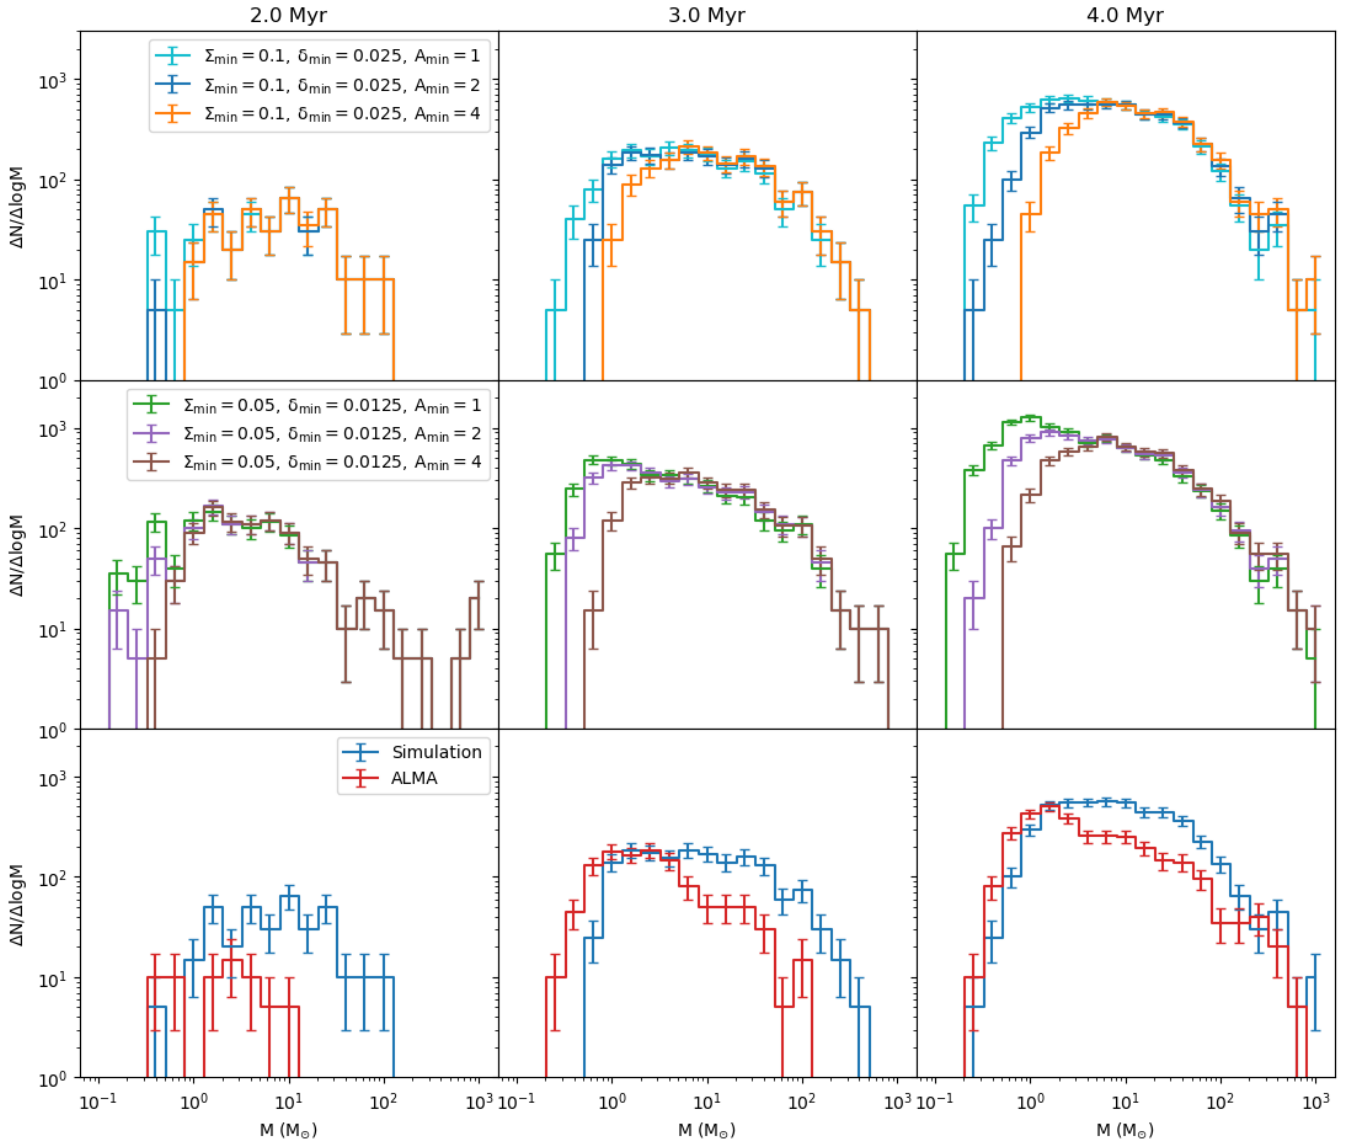 2.0 Myr 3.0 Myr 4.0 Myr
Σmin = 0.1, δmin = 0.025, Amin = 1
Σmin = 0.1, δmin = 0.025, Amin = 2
Σmin = 0.1, δmin = 0.025, Amin = 4
10³
10²
10¹
10⁰
ΔN/ΔlogM
Σmin = 0.05, δmin = 0.0125, Amin = 1
Σmin = 0.05, δmin = 0.0125, Amin = 2
Σmin = 0.05, δmin = 0.0125, Amin = 4
10³
10²
10¹
10⁰
ΔN/ΔlogM
Simulation
ALMA
10³
10²
10¹
10⁰
ΔN/ΔlogM
10⁻¹ 10⁰ 10¹ 10² 10³ 10⁻¹ 10⁰ 10¹ 10² 10³ 10⁻¹ 10⁰ 10¹ 10² 10³
M (M⊙) M (M⊙) M (M⊙)